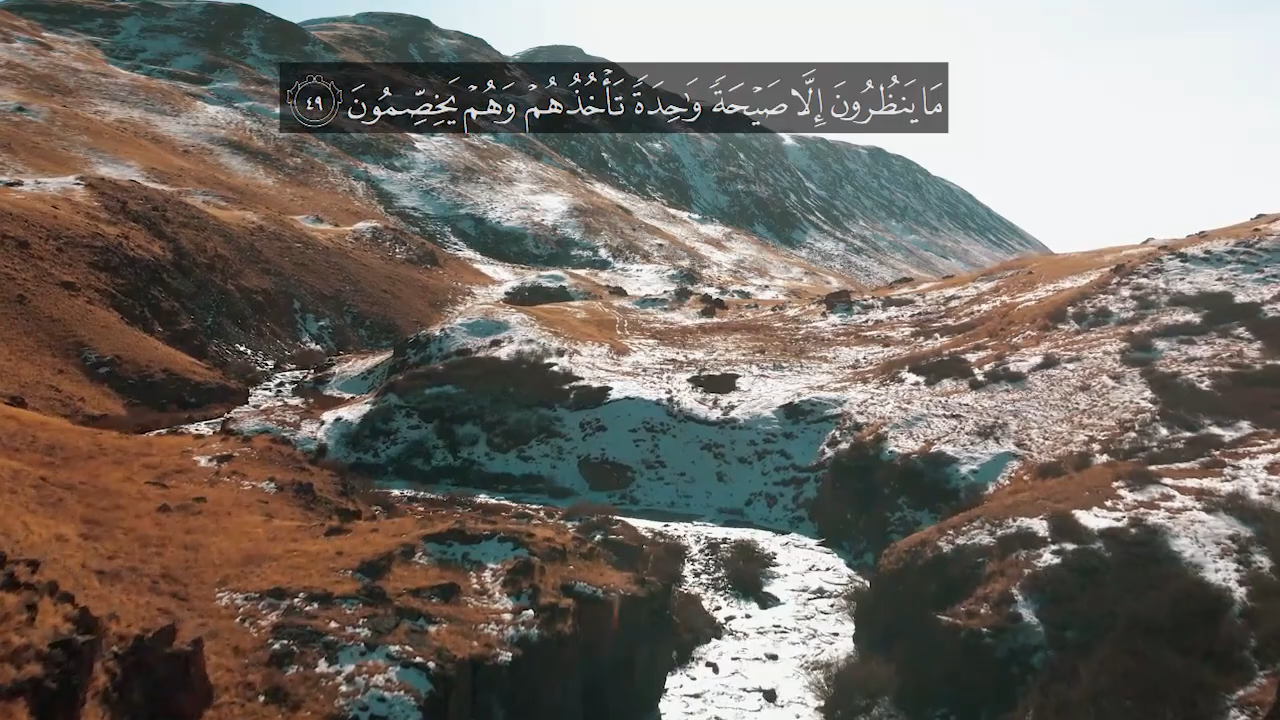 مَا يَنظُرُونَ إِلَّا صَيْحَةً وَٰحِدَةً تَأْخُذُهُمْ وَهُمْ يَخِصِّمُونَ ٤٩